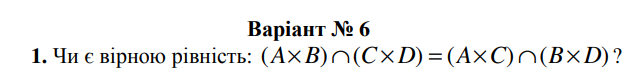 Варіант № 6
1. Чи є вірною рівність: (A×B)∩(C×D)=(A×C)∩(B×D)?